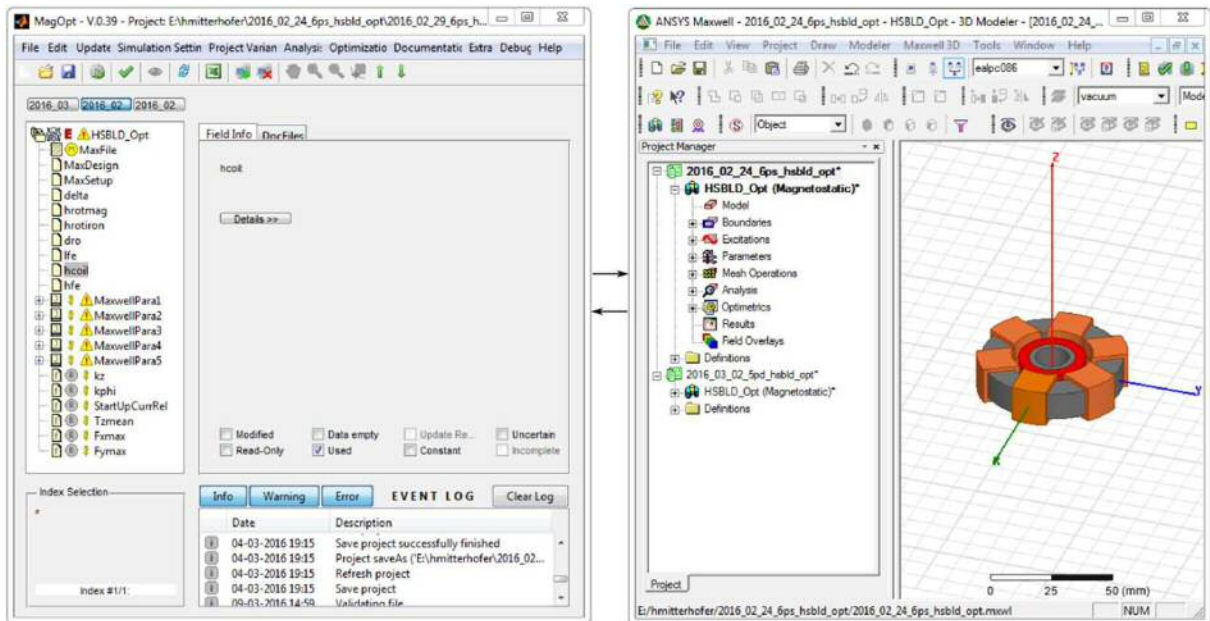 MagOpt - V.0.39 - Project: E:\hmitterhofer\2016_02_24_6ps_hsbld_opt\2016_02_29_6ps_h...
File Edit Update Simulation Settin Project Varian Analysi: Optimizatio Documentatic Extra Debug Help
2016_03... 2016_02... 2016_02...
E HSBLD_Opt
MaxFile
MaxDesign
MaxSetup
delta
hrotmag
hrotiron
dro
lfe
hcoil
hfe
MaxwellPara1
MaxwellPara2
MaxwellPara3
MaxwellPara4
MaxwellPara5
kz
kphi
StartUpCurrRel
Tzmean
Fxmax
Fymax
Field Info DocFiles
hcoil
Details >>
Modified Data empty Update Re... Uncertain
Read-Only Used Constant Incomplete
Index Selection
Index #1/1:
Info Warning Error EVENT LOG Clear Log
Date Description
04-03-2016 19:15 Save project successfully finished
04-03-2016 19:15 Project saveAs ('E:\hmitterhofer\2016_02...
04-03-2016 19:15 Refresh project
04-03-2016 19:15 Save project
09-03-2016 14:59 Validating file
ANSYS Maxwell - 2016_02_24_6ps_hsbld_opt - HSBLD_Opt - 3D Modeler - [2016_02_24_...
File Edit View Project Draw Modeler Maxwell 3D Tools Window Help
ealpc086
vacuum Mode
Object
Project Manager
2016_02_24_6ps_hsbld_opt*
HSBLD_Opt (Magnetostatic)*
Model
Boundaries
Excitations
Parameters
Mesh Operations
Analysis
Optimetrics
Results
Field Overlays
Definitions
2016_03_02_5pd_hsbld_opt*
HSBLD_Opt (Magnetostatic)*
Definitions
Project
Z
Y
X
0 25 50 (mm)
E:/hmitterhofer/2016_02_24_6ps_hsbld_opt/2016_02_24_6ps_hsbld_opt.mxwl NUM